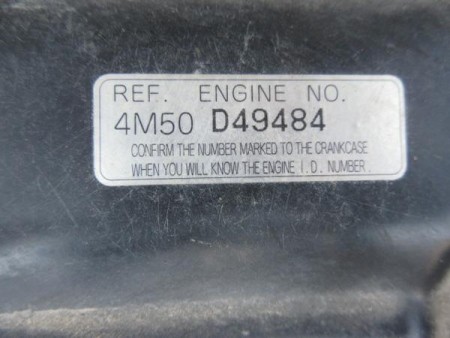 REF. ENGINE NO.
4M50 D49484
CONFIRM THE NUMBER MARKED TO THE CRANKCASE
WHEN YOU WILL KNOW THE ENGINE I.D. NUMBER.